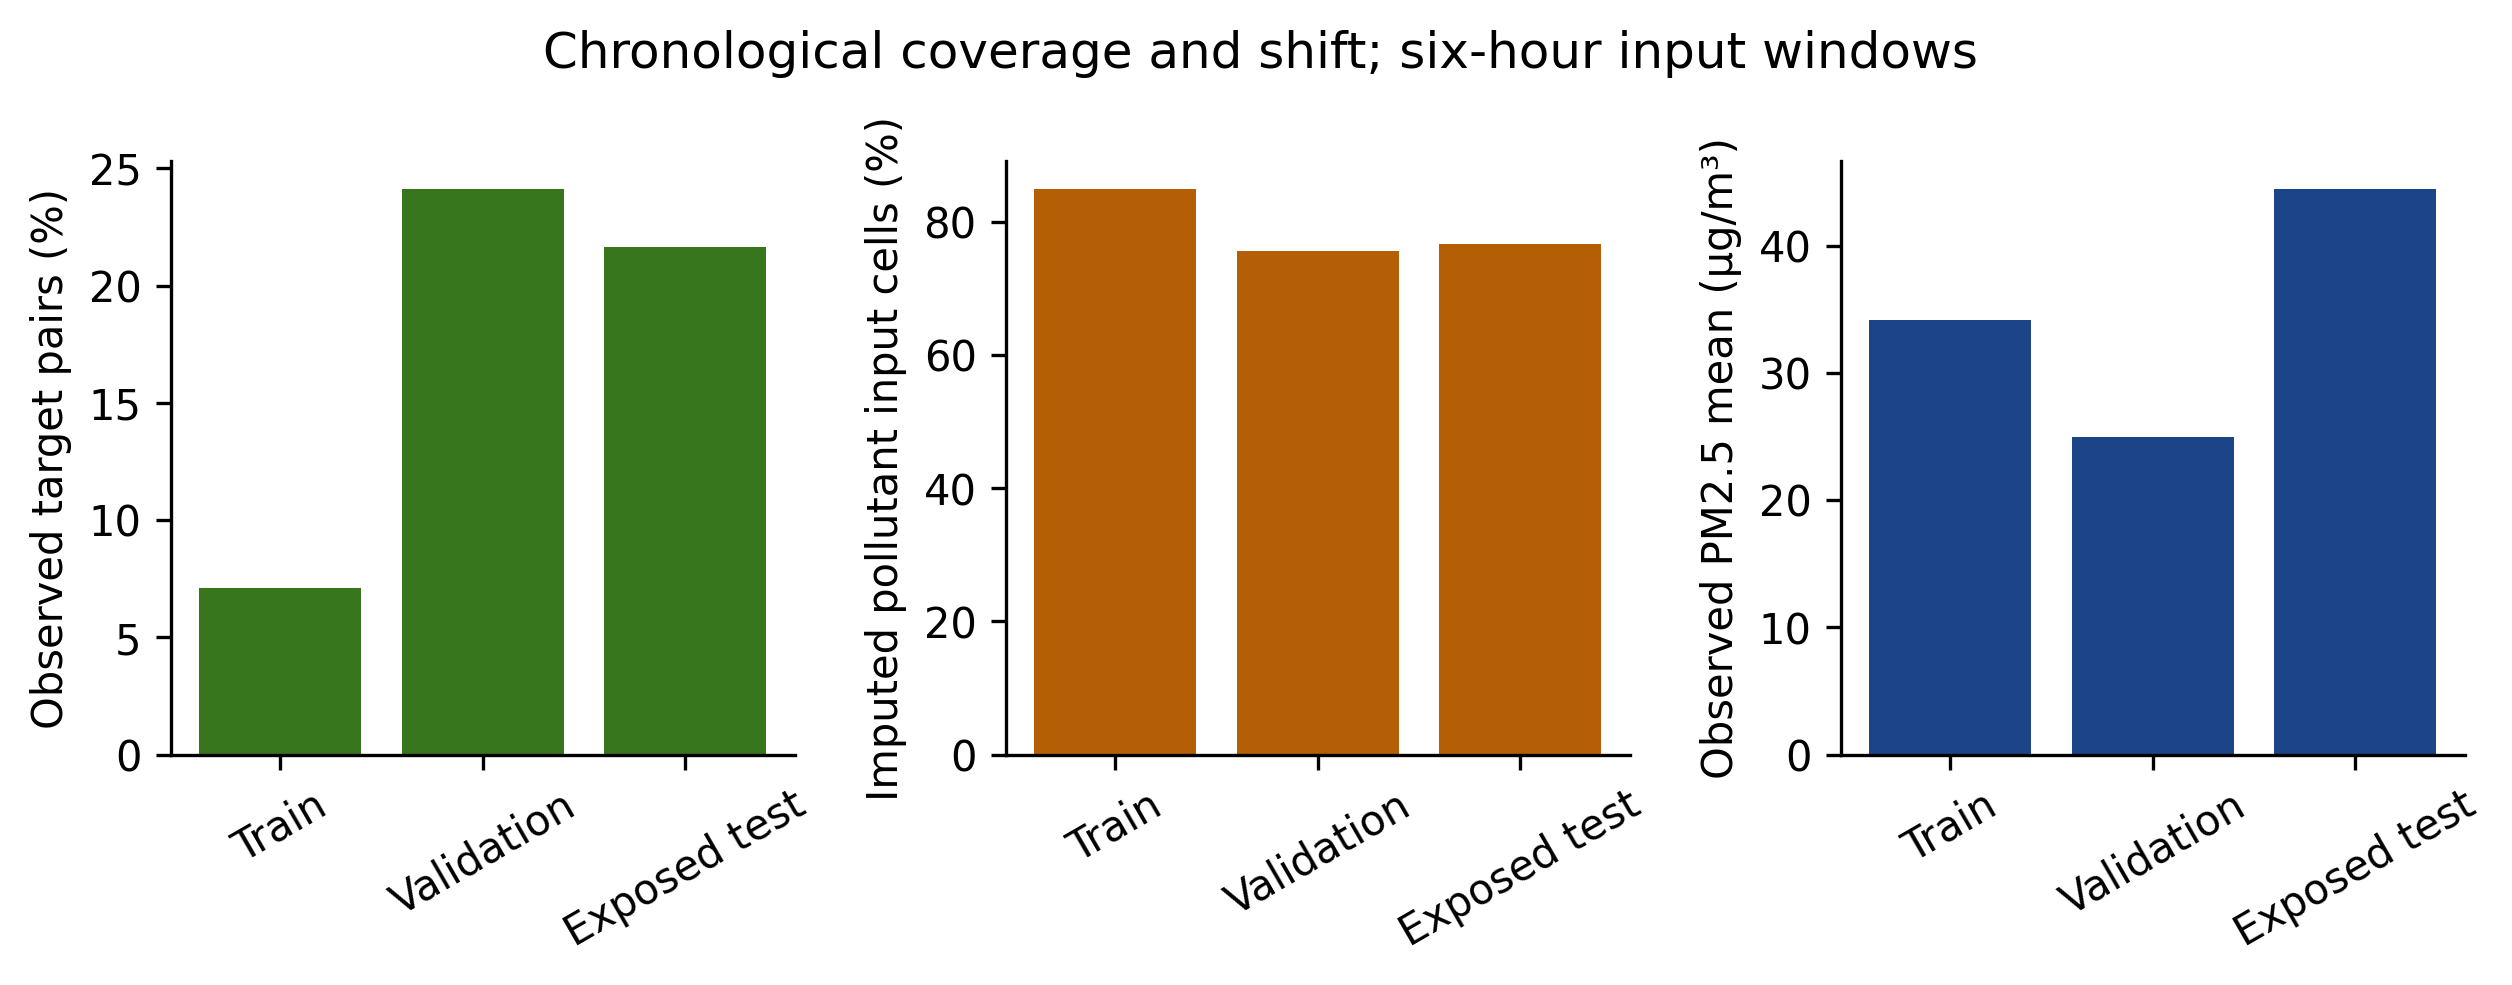 Chronological coverage and shift; six-hour input windows
Observed target pairs (%)
25
20
15
10
5
0
Train
Validation
Exposed test
Imputed pollutant input cells (%)
80
60
40
20
0
Train
Validation
Exposed test
Observed PM2.5 mean (µg/m³)
40
30
20
10
0
Train
Validation
Exposed test